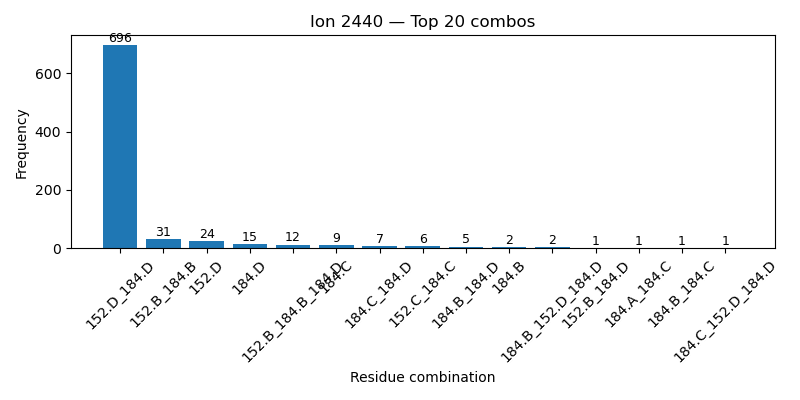 Ion 2440 — Top 20 combos
Frequency
600
400
200
0
696
31
24
15
12
9
7
6
5
2
2
1
1
1
1
152.D_184.D
152.B_184.B
152.D
184.D
152.B_184.B_184.D
184.C
184.C_184.D
152.C_184.C
184.B_184.D
184.B
184.B_152.D_184.D
152.B_184.D
184.A_184.C
184.B_184.C
184.C_152.D_184.D
Residue combination